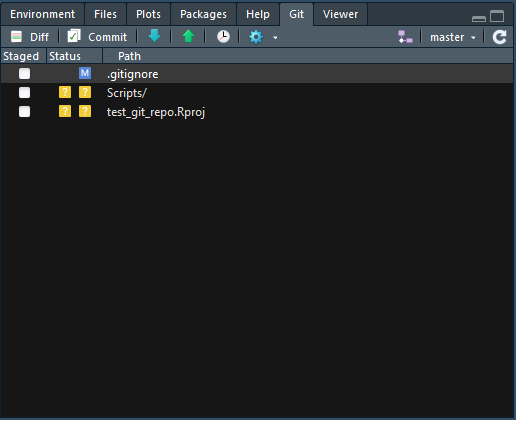 Environment Files Plots Packages Help Git Viewer
Diff Commit master
Staged Status Path
M .gitignore
? ? Scripts/
? ? test_git_repo.Rproj